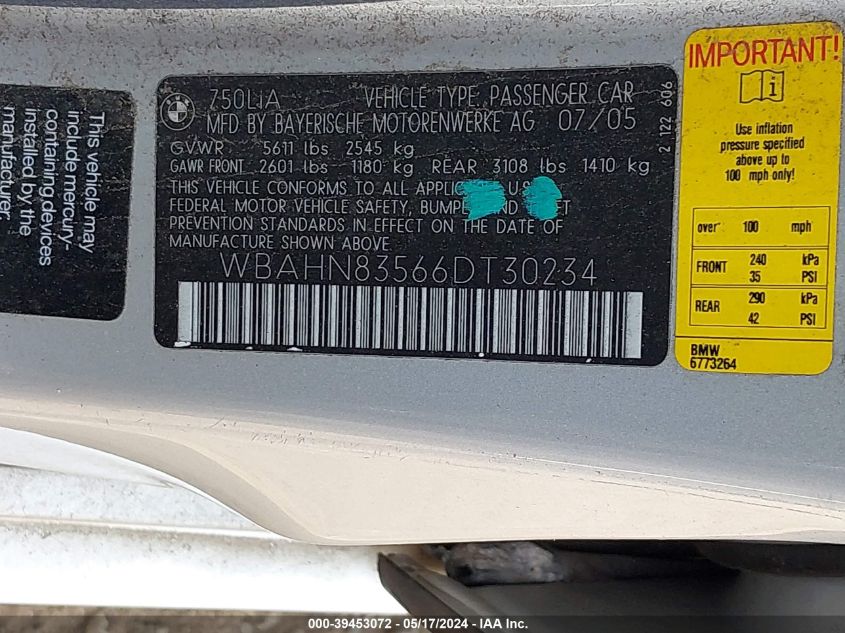 This vehicle may
include mercury-
containing devices
installed by the
manufacturer.
750LiA VEHICLE TYPE PASSENGER CAR
MFD BY BAYERISCHE MOTORENWERKE AG 07/05
GVWR 5611 lbs 2545 kg
GAWR FRONT 2601 lbs 1180 kg REAR 3108 lbs 1410 kg
THIS VEHICLE CONFORMS TO ALL
FEDERAL MOTOR VEHICLE SAFETY,
PREVENTION STANDARDS IN EFFECT ON THE DATE OF
MANUFACTURE SHOWN ABOVE.
WBAHN83566DT30234
2 122 606
IMPORTANT!
i
Use inflation
pressure specified
above up to
100 mph only!
over 100 mph
FRONT 240 kPa
35 PSI
REAR 290 kPa
42 PSI
BMW
6773264
000-39453072 - 05/17/2024 - IAA Inc.